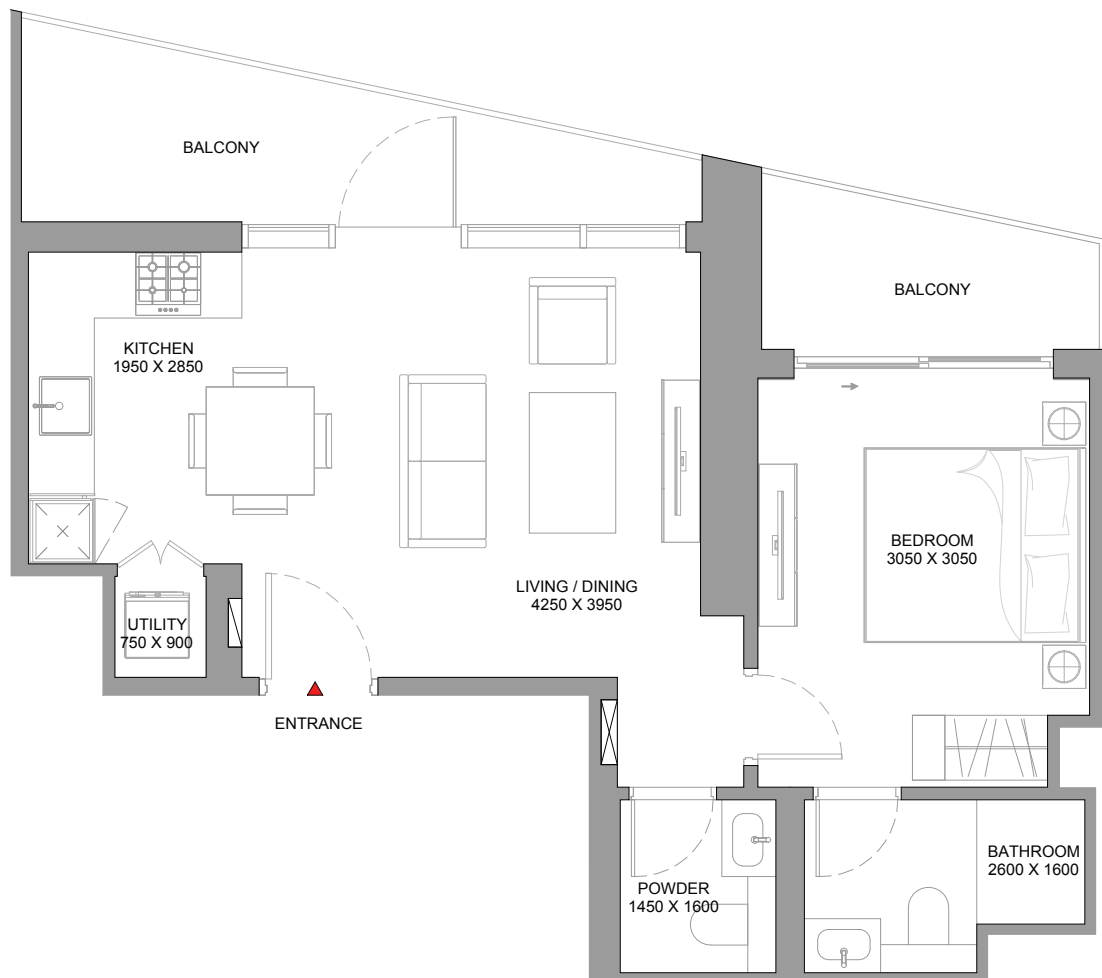 BALCONY
BALCONY
KITCHEN
1950 X 2850
BEDROOM
3050 X 3050
LIVING / DINING
4250 X 3950
UTILITY
750 X 900
ENTRANCE
BATHROOM
2600 X 1600
POWDER
1450 X 1600